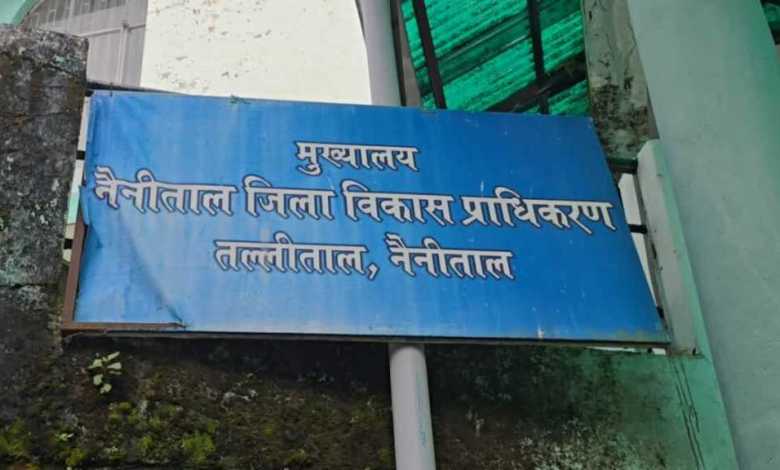 मुख्यालय
नैनीताल जिला विकास प्राधिकरण
तल्लीताल, नैनीताल